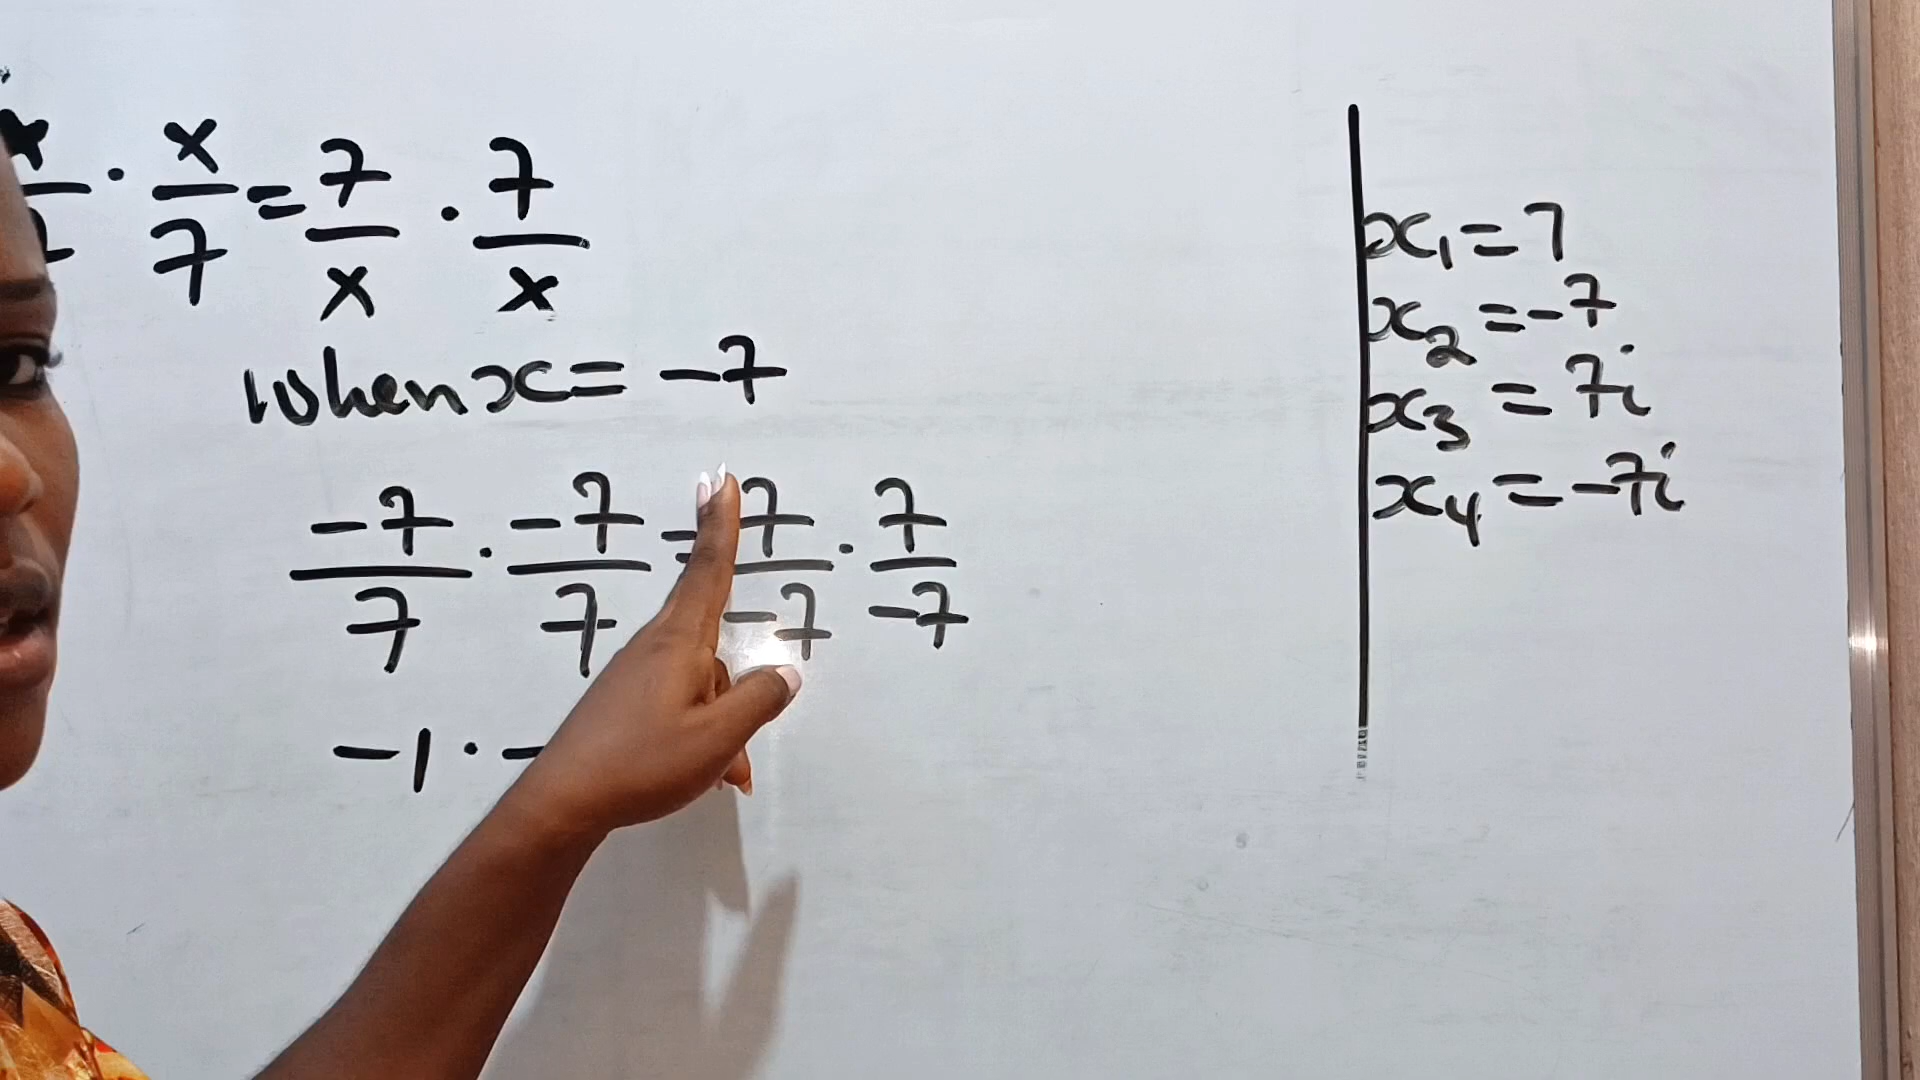 x/7 · x/7 = 7/x · 7/x
when x = -7
-7/7 · -7/7 = 7/-7 · 7/-7
-1 · -
x₁ = 7
x₂ = -7
x₃ = 7i
x₄ = -7i